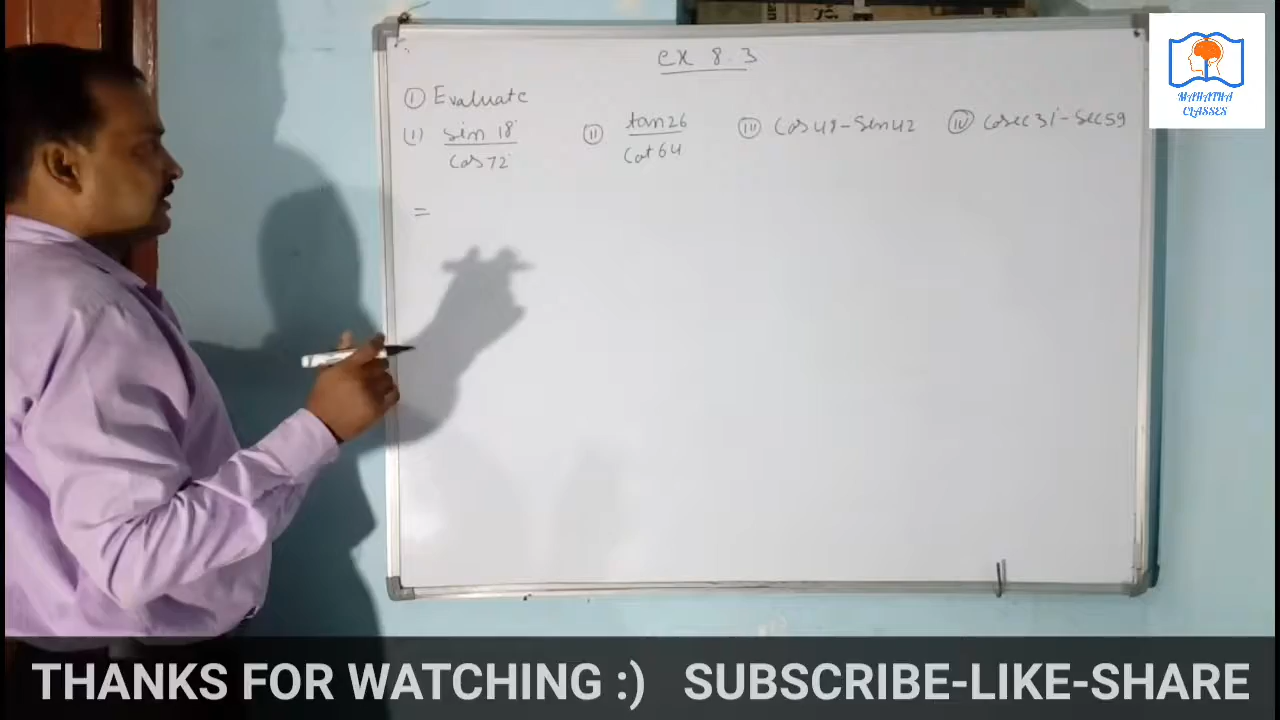 ex 8.3
① Evaluate
(i) sin 18 / cos 72 (ii) tan 26 / cot 64 (iii) cos 48 - sin 42 (iv) cosec 31 - sec 59
=
MAHATHA
CLASSES
THANKS FOR WATCHING :) SUBSCRIBE-LIKE-SHARE